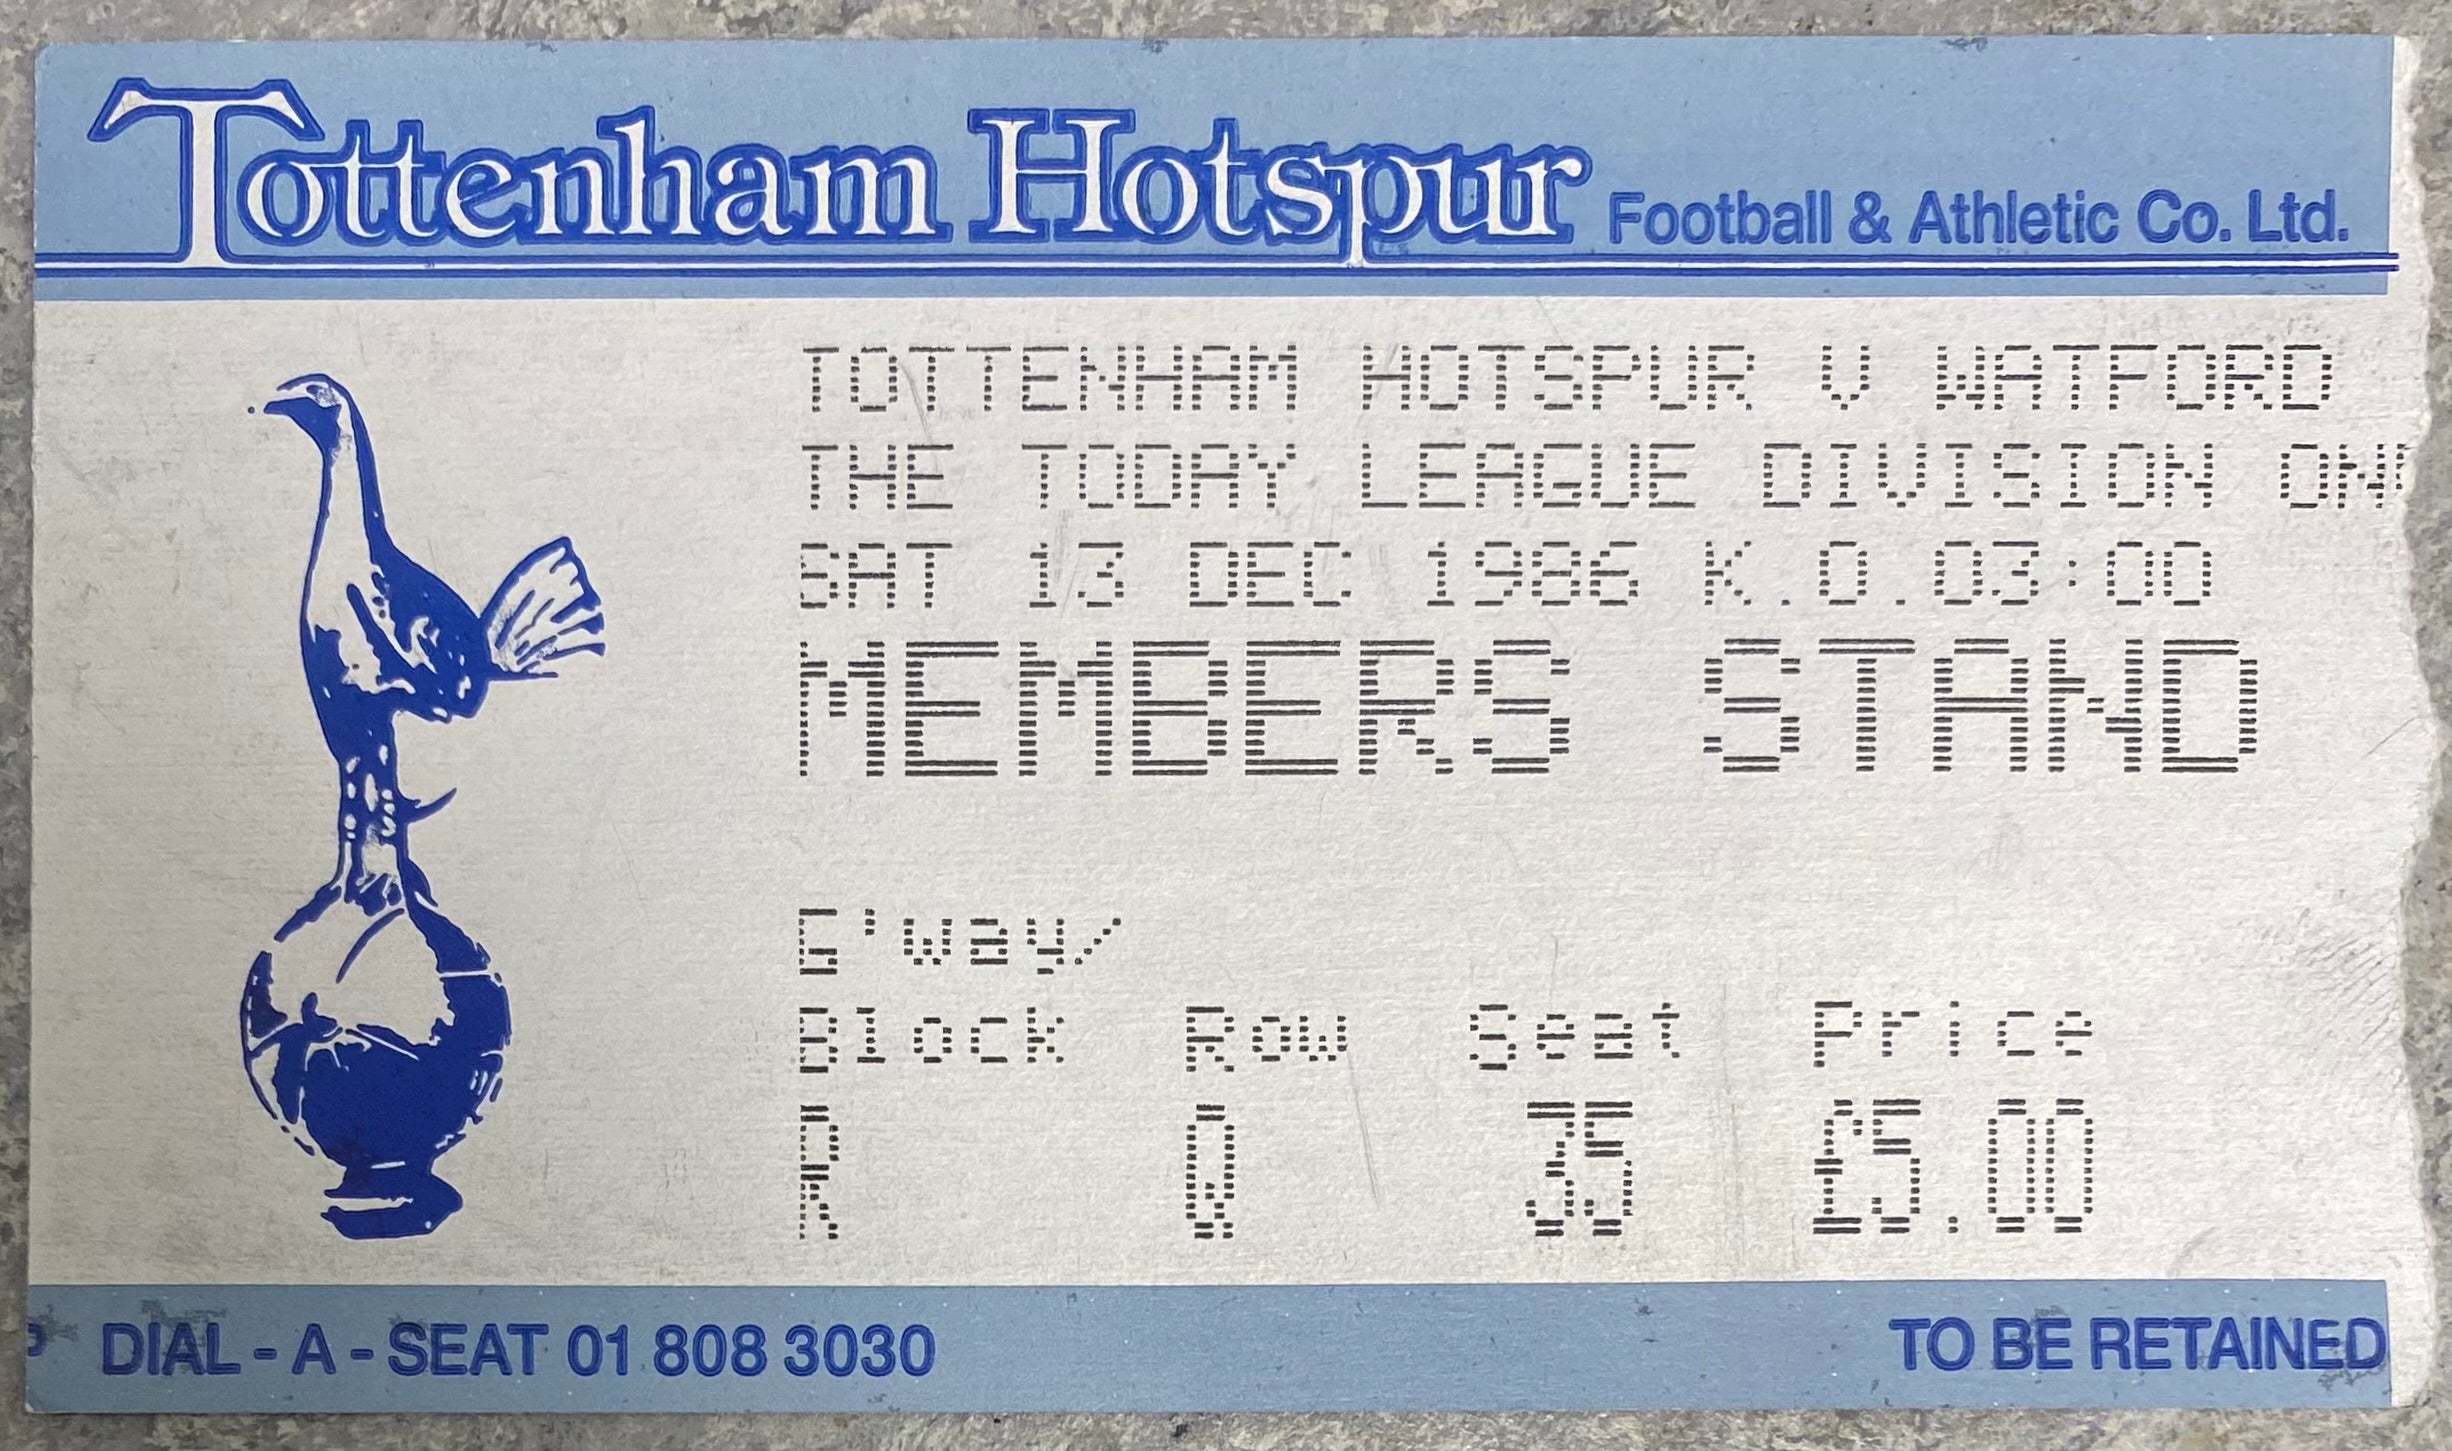 Tottenham Hotspur Football & Athletic Co. Ltd.
TOTTENHAM HOTSPUR V WATFORD
THE TODAY LEAGUE DIVISION ONE
SAT 13 DEC 1986 K.O.03:00
MEMBERS STAND
G'way/
Block Row Seat Price
R Q 35 £5.00
DIAL - A - SEAT 01 808 3030 TO BE RETAINED